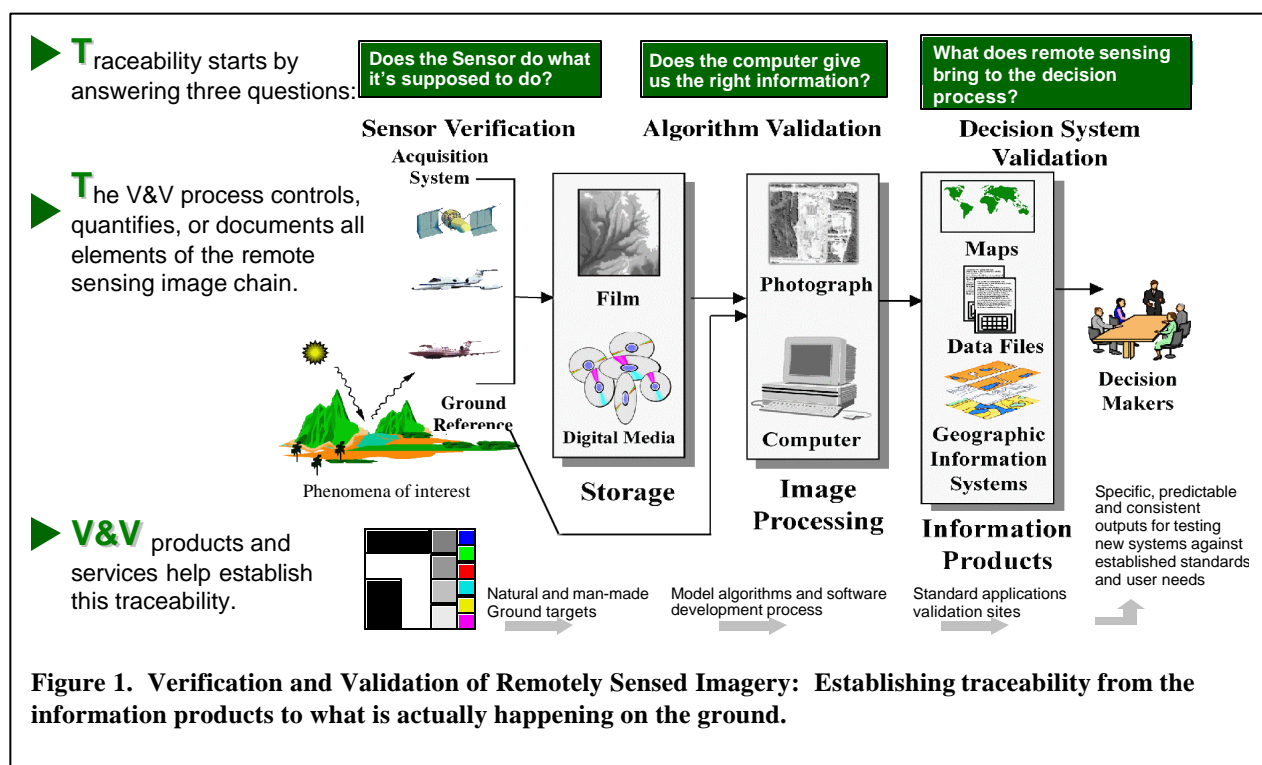 Traceability starts by
answering three questions:
Does the Sensor do what
it's supposed to do?
Does the computer give
us the right information?
What does remote sensing
bring to the decision
process?
Sensor Verification
Algorithm Validation
Decision System
Validation
The V&V process controls,
quantifies, or documents all
elements of the remote
sensing image chain.
Acquisition
System
Ground
Reference
Phenomena of interest
Film
Digital Media
Storage
Photograph
Computer
Image
Processing
Maps
Data Files
Geographic
Information
Systems
Information
Products
Decision
Makers
V&V products and
services help establish
this traceability.
Natural and man-made
Ground targets
Model algorithms and software
development process
Standard applications
validation sites
Specific, predictable
and consistent
outputs for testing
new systems against
established standards
and user needs
Figure 1. Verification and Validation of Remotely Sensed Imagery: Establishing traceability from the
information products to what is actually happening on the ground.